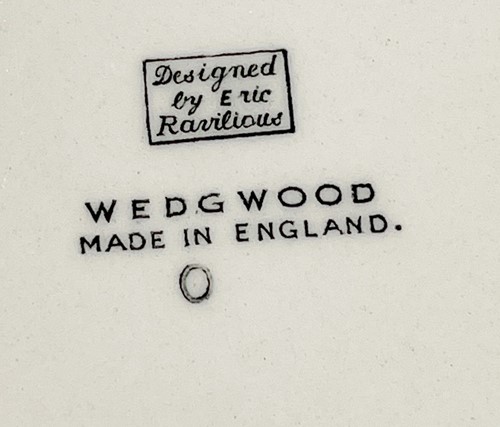 Designed
by Eric
Ravilious
WEDGWOOD
MADE IN ENGLAND.
O